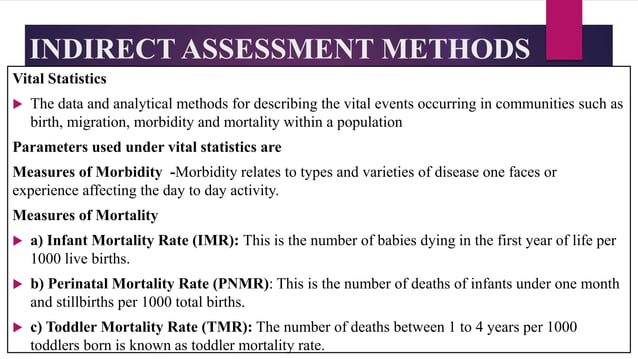 INDIRECT ASSESSMENT METHODS
Vital Statistics
The data and analytical methods for describing the vital events occurring in communities such as
birth, migration, morbidity and mortality within a population
Parameters used under vital statistics are
Measures of Morbidity -Morbidity relates to types and varieties of disease one faces or
experience affecting the day to day activity.
Measures of Mortality
a) Infant Mortality Rate (IMR): This is the number of babies dying in the first year of life per
1000 live births.
b) Perinatal Mortality Rate (PNMR): This is the number of deaths of infants under one month
and stillbirths per 1000 total births.
c) Toddler Mortality Rate (TMR): The number of deaths between 1 to 4 years per 1000
toddlers born is known as toddler mortality rate.